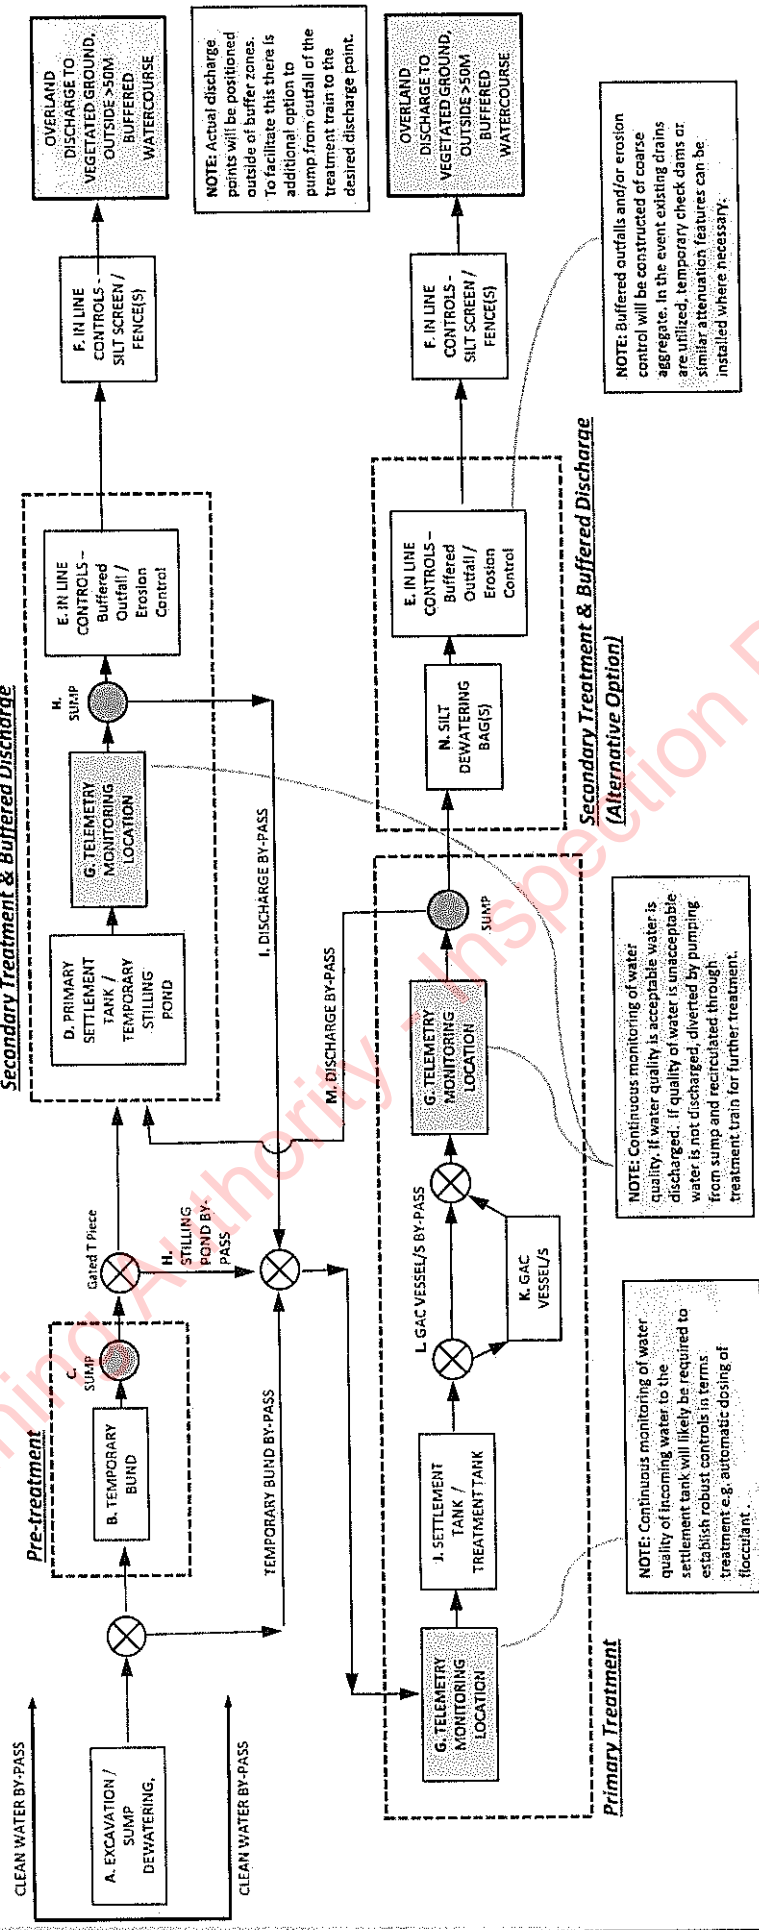 CLEAN WATER BY-PASS
A. EXCAVATION /
SUMP
DEWATERING,
CLEAN WATER BY-PASS
Pre-treatment
B. TEMPORARY
BUND
C.
SUMP
Gated T Piece
H.
STILLING
POND BY-
PASS
TEMPORARY BUND BY-PASS
Secondary Treatment & Buffered Discharge
D. PRIMARY
SETTLEMENT
TANK /
TEMPORARY
STILLING
POND
G. TELEMETRY
MONITORING
LOCATION
H.
SUMP
E. IN LINE
CONTROLS –
Buffered
Outfall /
Erosion
Control
I. DISCHARGE BY-PASS
F. IN LINE
CONTROLS -
SILT SCREEN /
FENCE(S)
OVERLAND
DISCHARGE TO
VEGETATED GROUND,
OUTSIDE >50M
BUFFERED
WATERCOURSE
NOTE: Actual discharge
points will be positioned
outside of buffer zones.
To facilitate this there is
additional option to
pump from outfall of the
treatment train to the
desired discharge point.
M. DISCHARGE BY-PASS
G. TELEMETRY
MONITORING
LOCATION
J. SETTLEMENT
TANK /
TREATMENT TANK
L. GAC VESSEL/S BY-PASS
K. GAC
VESSEL/S
G. TELEMETRY
MONITORING
LOCATION
SUMP
Primary Treatment
N. SILT
DEWATERING
BAG(S)
E. IN LINE
CONTROLS –
Buffered
Outfall /
Erosion
Control
Secondary Treatment & Buffered Discharge
(Alternative Option)
F. IN LINE
CONTROLS -
SILT SCREEN /
FENCE(S)
OVERLAND
DISCHARGE TO
VEGETATED GROUND,
OUTSIDE >50M
BUFFERED
WATERCOURSE
NOTE: Continuous monitoring of water
quality of incoming water to the
settlement tank will likely be required to
establish robust controls in terms
treatment e.g. automatic dosing of
flocculant .
NOTE: Continuous monitoring of water
quality. If water quality is acceptable water is
discharged. If quality of water is unacceptable
water is not discharged, diverted by pumping
from sump and recirculated through
treatment train for further treatment.
NOTE: Buffered outfalls and/or erosion
control will be constructed of coarse
aggregate. In the event existing drains
are utilized, temporary check dams or
similar attenuation features can be
installed where necessary.
Authority - Inspection